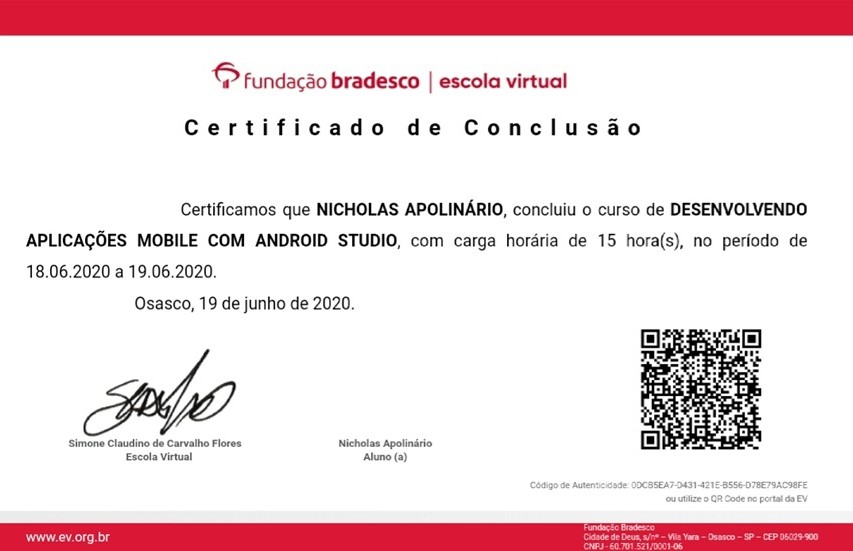 fundação bradesco | escola virtual
Certificado de Conclusão
Certificamos que NICHOLAS APOLINÁRIO, concluiu o curso de DESENVOLVENDO
APLICAÇÕES MOBILE COM ANDROID STUDIO, com carga horária de 15 hora(s), no período de
18.06.2020 a 19.06.2020.
Osasco, 19 de junho de 2020.
Simone Claudino de Carvalho Flores
Escola Virtual
Nicholas Apolinário
Aluno (a)
Código de Autenticidade: 0DCB5EA7-D431-421E-B556-D78E79AC98FE
ou utilize o QR Code no portal da EV
www.ev.org.br
Fundação Bradesco
Cidade de Deus, s/nº – Vila Yara – Osasco – SP – CEP 06029-900
CNPJ - 60.701.521/0001-06